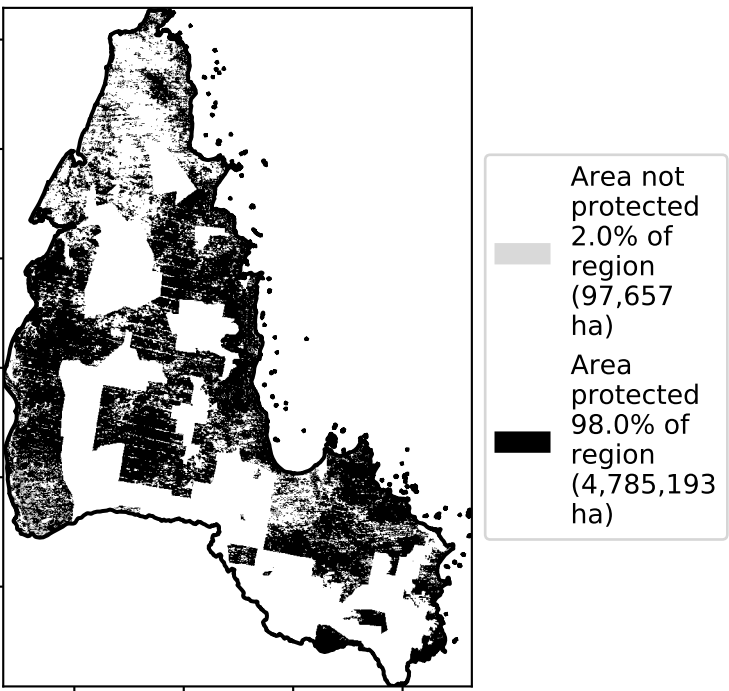 Area not
protected
2.0% of
region
(97,657
ha)
Area
protected
98.0% of
region
(4,785,193
ha)